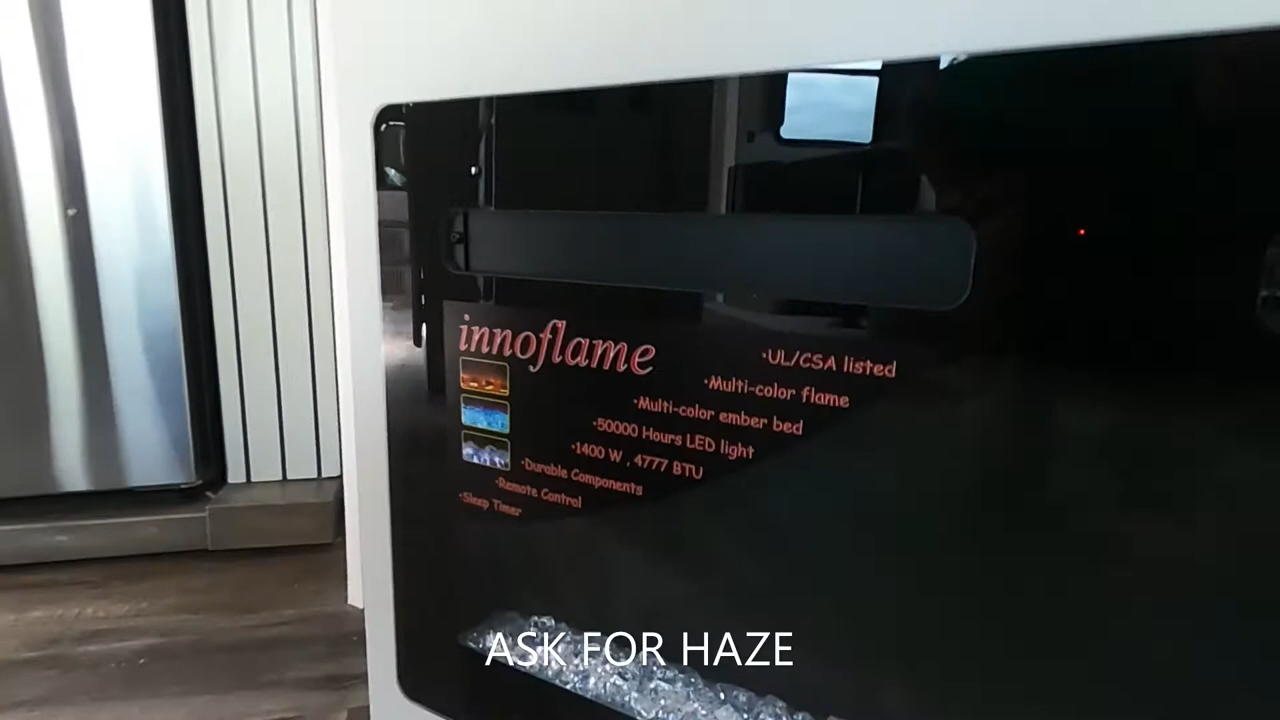 innoflame
•UL/CSA listed
•Multi-color flame
•Multi-color ember bed
•50000 Hours LED light
•1400 W , 4777 BTU
•Durable Components
•Remote Control
•Sleep Timer
ASK FOR HAZE